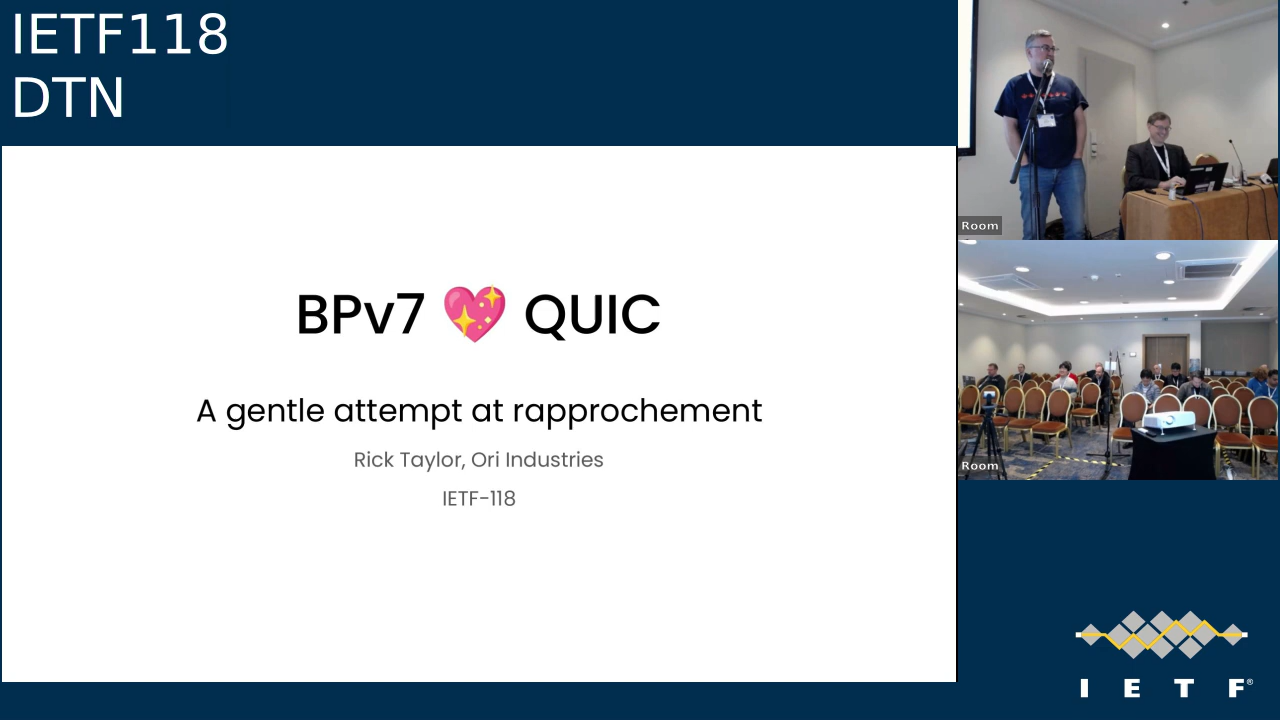 IETF118
DTN
BPv7 💖 QUIC
A gentle attempt at rapprochement
Rick Taylor, Ori Industries
IETF-118
Room
Room
I E T F®